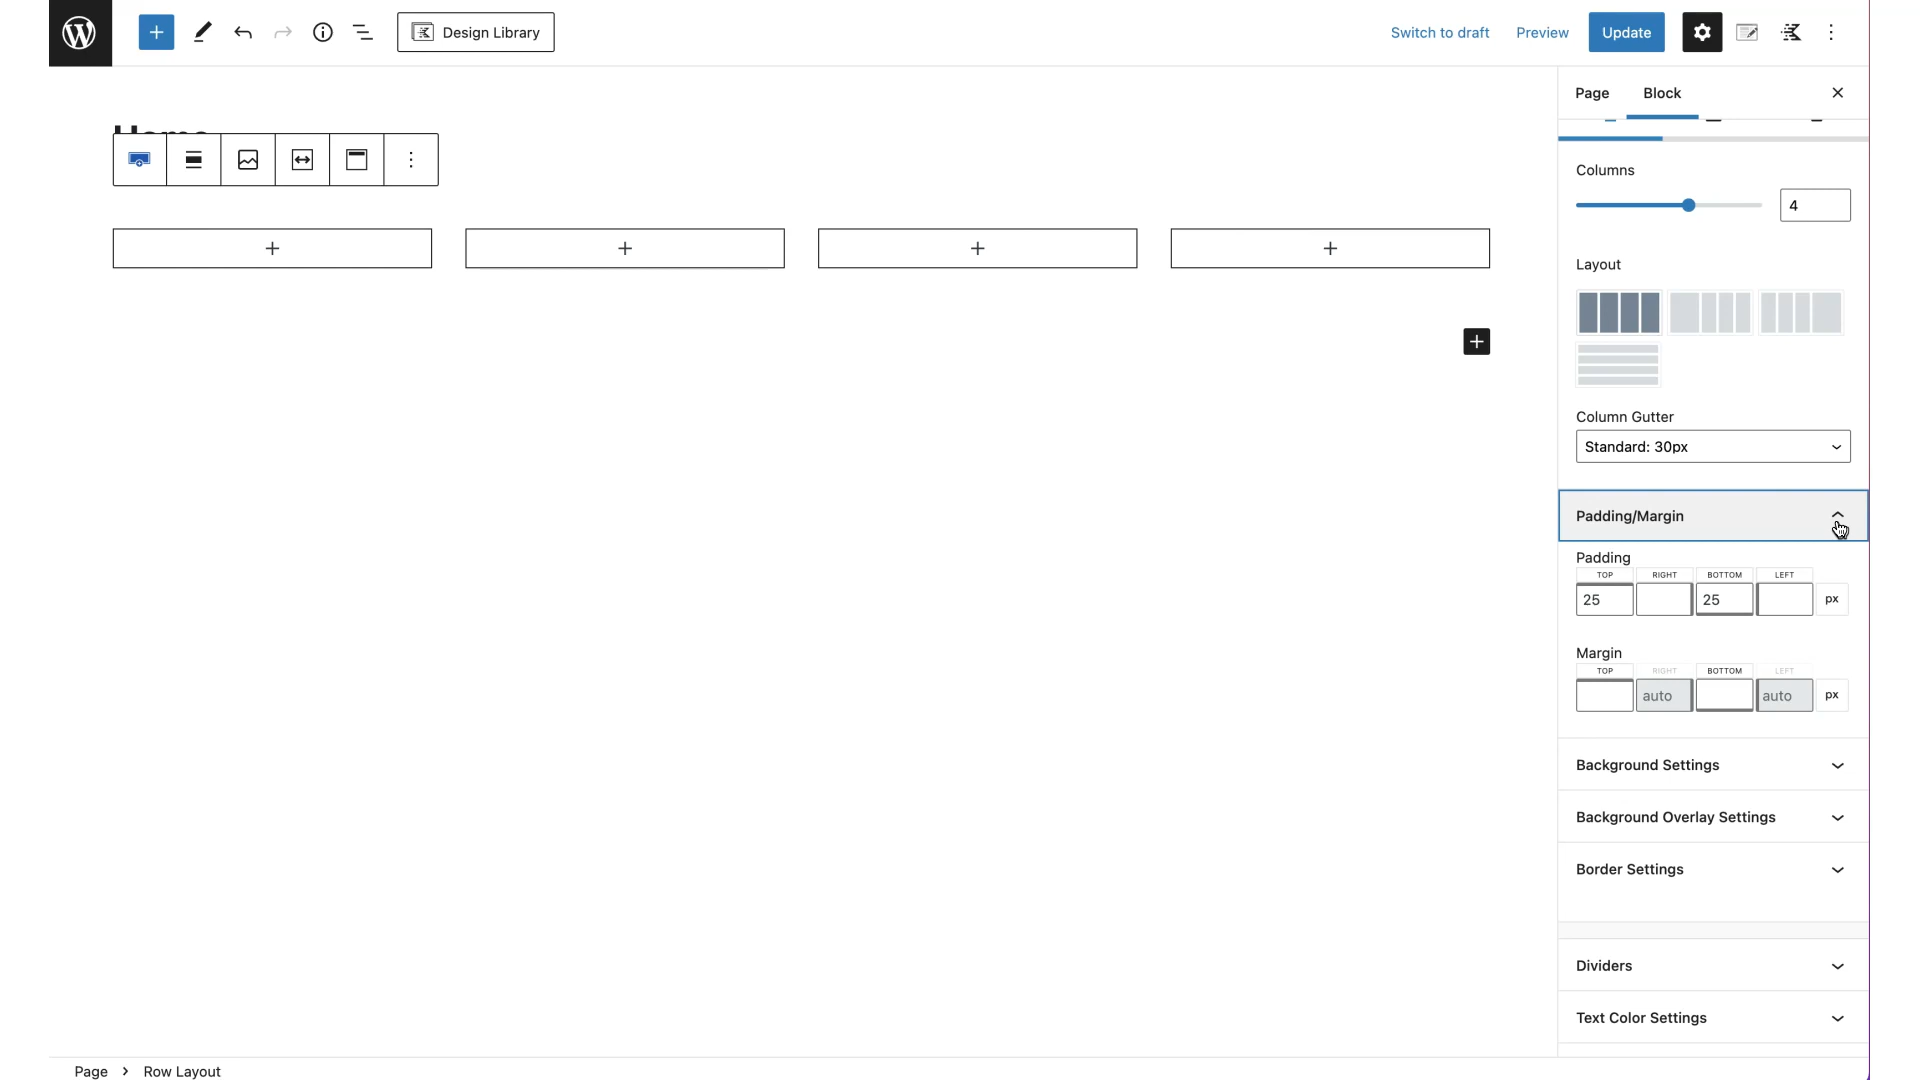 Design Library
Switch to draft
Preview
Update
Page
Block
Home
Columns
4
Layout
Column Gutter
Standard: 30px
Padding/Margin
Padding
TOP RIGHT BOTTOM LEFT
25 25 px
Margin
TOP RIGHT BOTTOM LEFT
auto auto px
Background Settings
Background Overlay Settings
Border Settings
Dividers
Text Color Settings
Page > Row Layout